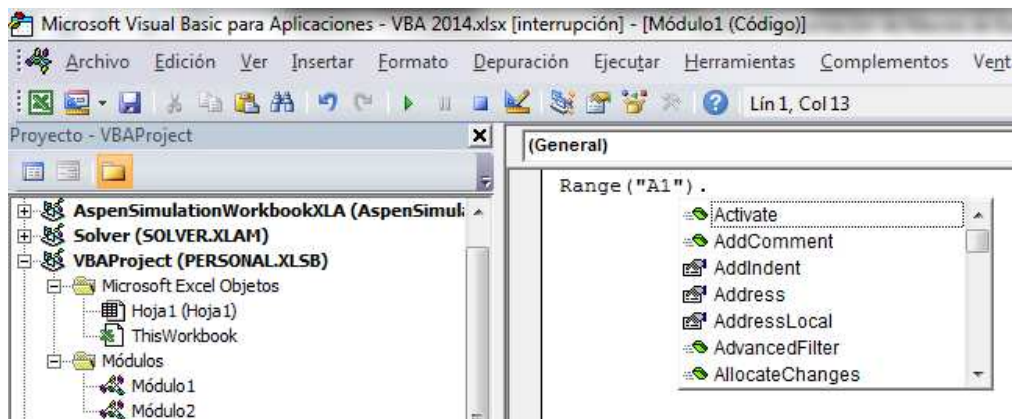 Microsoft Visual Basic para Aplicaciones - VBA 2014.xlsx [interrupción] - [Módulo1 (Código)]
Archivo Edición Ver Insertar Formato Depuración Ejecutar Herramientas Complementos Vent
Lín 1, Col 13
Proyecto - VBAProject
(General)
Range("A1").
AspenSimulationWorkbookXLA (AspenSimul
Solver (SOLVER.XLAM)
VBAProject (PERSONAL.XLSB)
Microsoft Excel Objetos
Hoja1 (Hoja1)
ThisWorkbook
Módulos
Módulo1
Módulo2
Activate
AddComment
AddIndent
Address
AddressLocal
AdvancedFilter
AllocateChanges